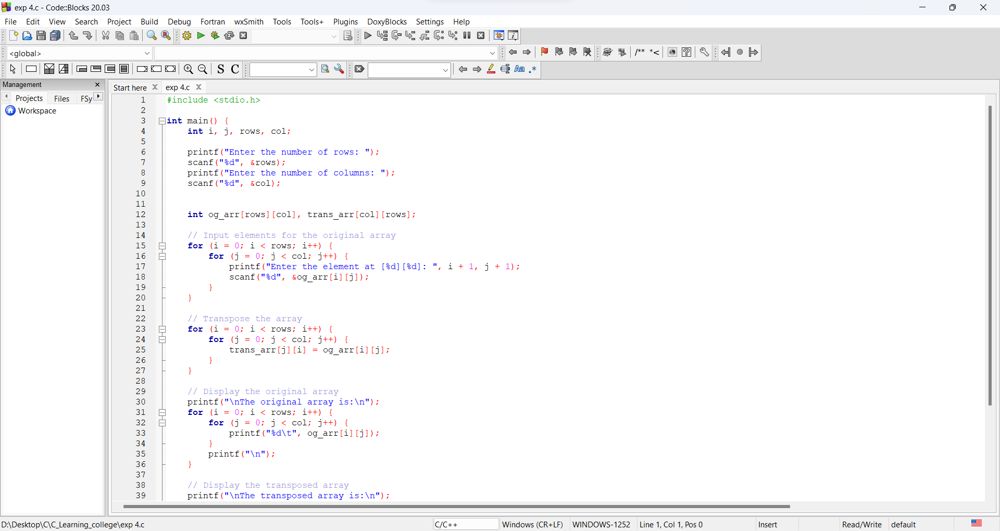 exp 4.c - Code::Blocks 20.03
File Edit View Search Project Build Debug Fortran wxSmith Tools Tools+ Plugins DoxyBlocks Settings Help
<global>
/** *<
S C
Aa .*
Management
Start here exp 4.c
Projects Files FSy
Workspace
1 #include <stdio.h>
2
3 int main() {
4     int i, j, rows, col;
5
6     printf("Enter the number of rows: ");
7     scanf("%d", &rows);
8     printf("Enter the number of columns: ");
9     scanf("%d", &col);
10
11
12     int og_arr[rows][col], trans_arr[col][rows];
13
14     // Input elements for the original array
15     for (i = 0; i < rows; i++) {
16         for (j = 0; j < col; j++) {
17             printf("Enter the element at [%d][%d]: ", i + 1, j + 1);
18             scanf("%d", &og_arr[i][j]);
19         }
20     }
21
22     // Transpose the array
23     for (i = 0; i < rows; i++) {
24         for (j = 0; j < col; j++) {
25             trans_arr[j][i] = og_arr[i][j];
26         }
27     }
28
29     // Display the original array
30     printf("\nThe original array is:\n");
31     for (i = 0; i < rows; i++) {
32         for (j = 0; j < col; j++) {
33             printf("%d\t", og_arr[i][j]);
34         }
35         printf("\n");
36     }
37
38     // Display the transposed array
39     printf("\nThe transposed array is:\n");
D:\Desktop\C\C_Learning_college\exp 4.c C/C++ Windows (CR+LF) WINDOWS-1252 Line 1, Col 1, Pos 0 Insert Read/Write default